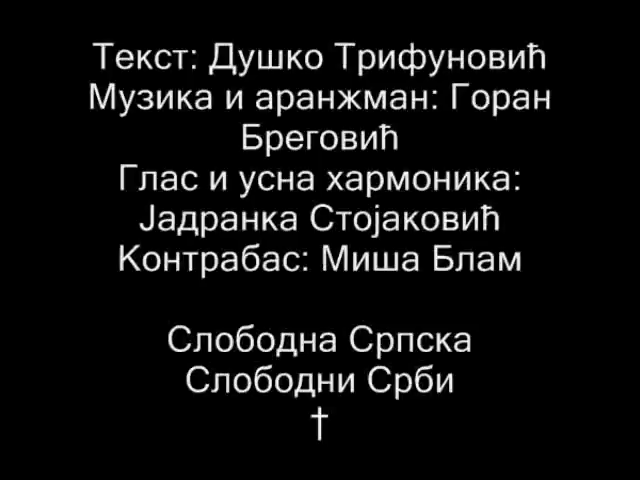 Текст: Душко Трифуновић
Музика и аранжман: Горан
Бреговић
Глас и усна хармоника:
Јадранка Стојаковић
Контрабас: Миша Блам
Слободна Српска
Слободни Срби
†